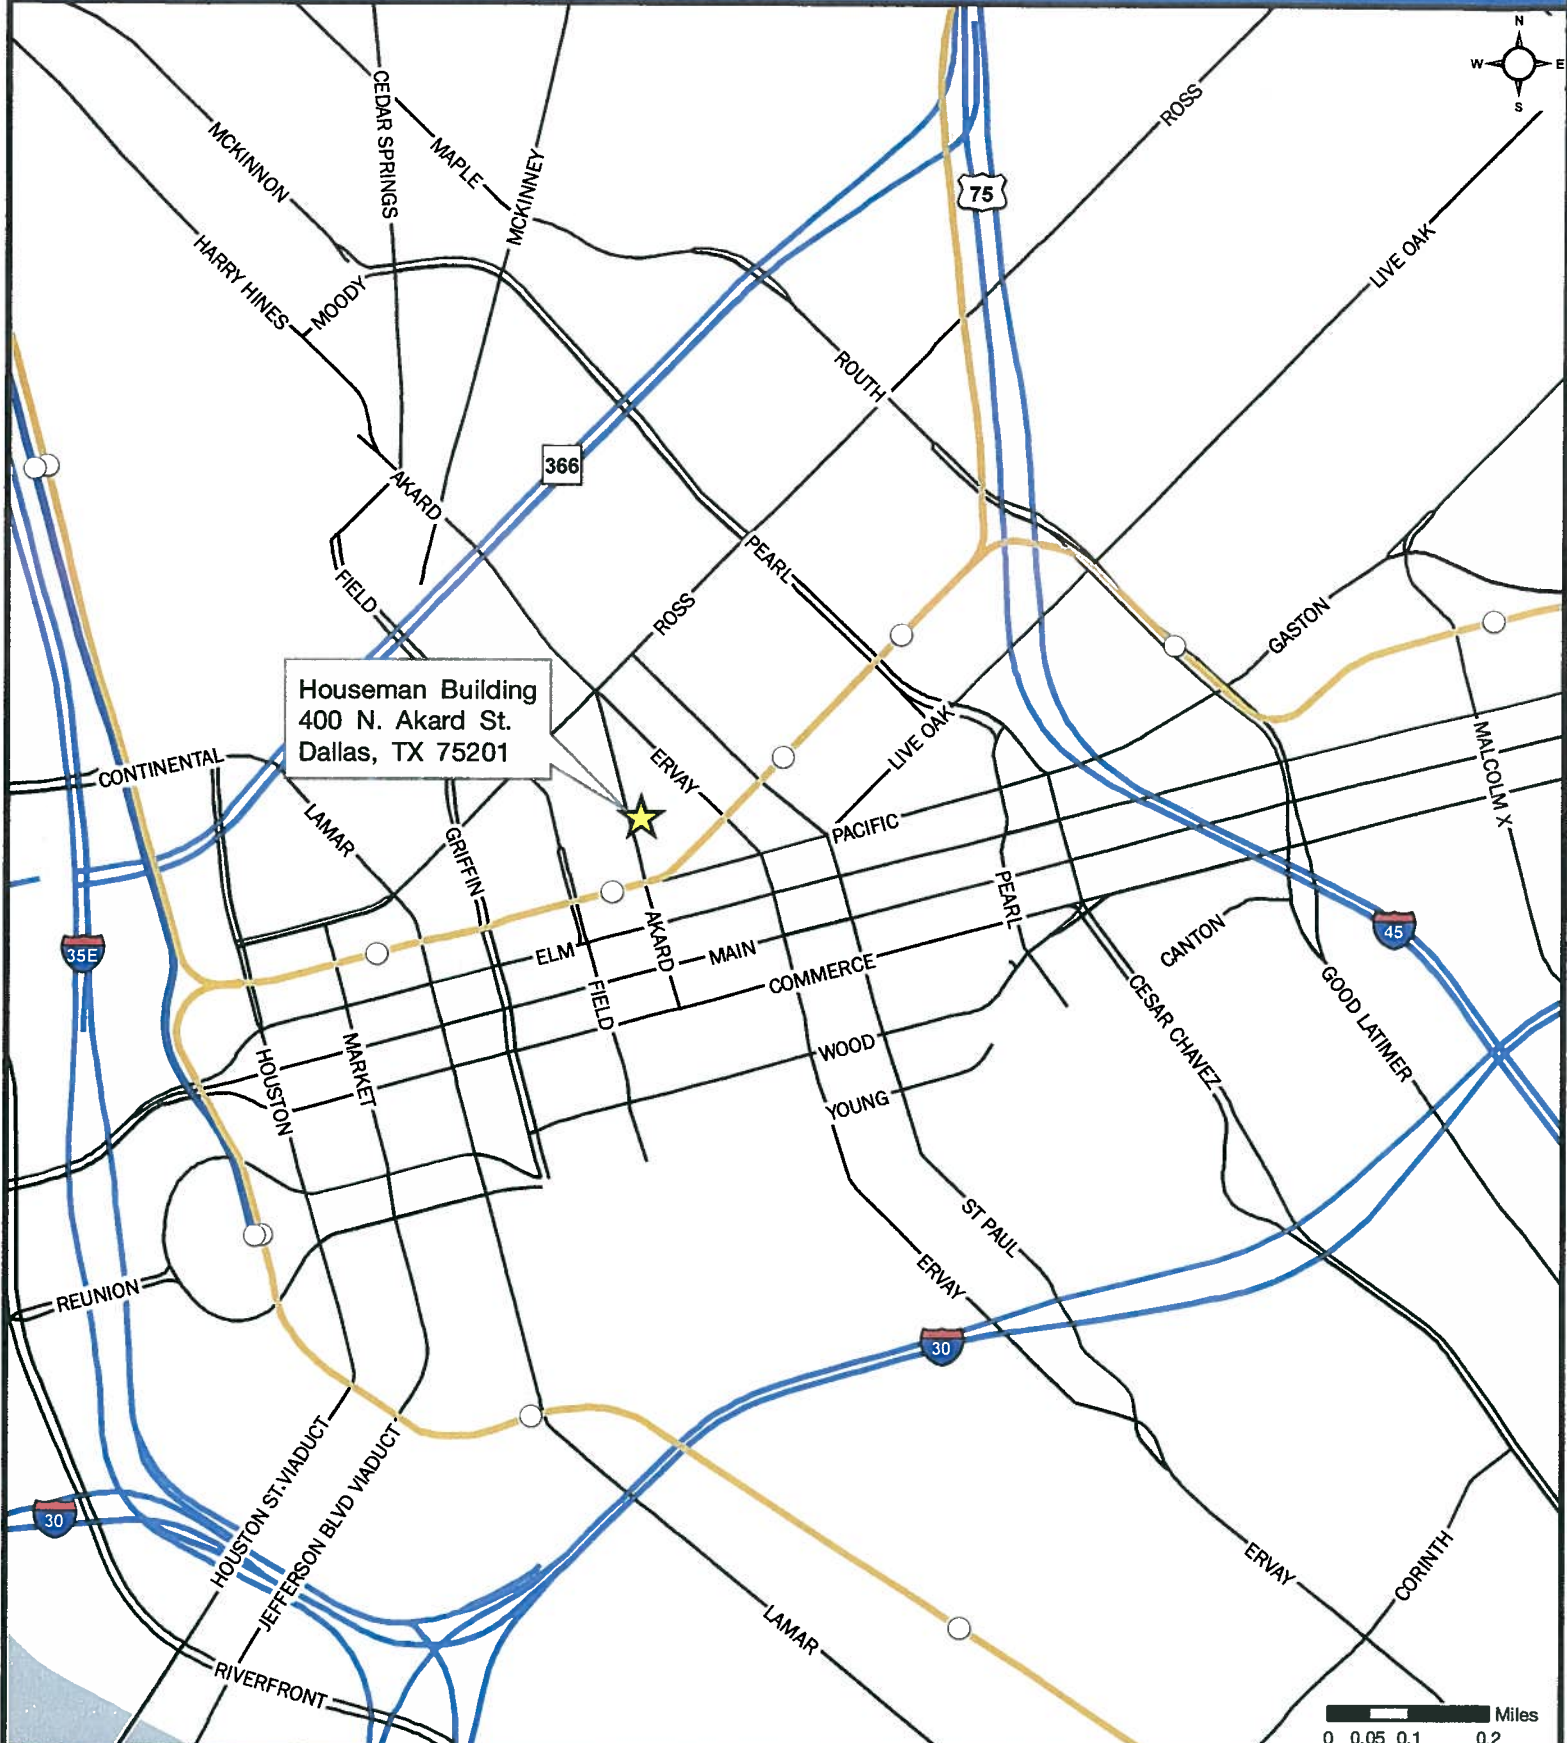 N
W
E
S
CEDAR SPRINGS
MCKINNON
MAPLE
MCKINNEY
ROSS
75
HARRY HINES
MOODY
LIVE OAK
ROUTH
366
AKARD
PEARL
FIELD
ROSS
GASTON
Houseman Building
400 N. Akard St.
Dallas, TX 75201
CONTINENTAL
ERVAY
LIVE OAK
MALCOLM X
LAMAR
GRIFFIN
PACIFIC
PEARL
35E
ELM
AKARD
MAIN
COMMERCE
CANTON
45
FIELD
CESAR CHAVEZ
GOOD LATIMER
HOUSTON
MARKET
WOOD
YOUNG
ST PAUL
ERVAY
REUNION
30
HOUSTON ST.VIADUCT
JEFFERSON BLVD VIADUCT
30
ERVAY
CORINTH
LAMAR
RIVERFRONT
Miles
0 0.05 0.1 0.2